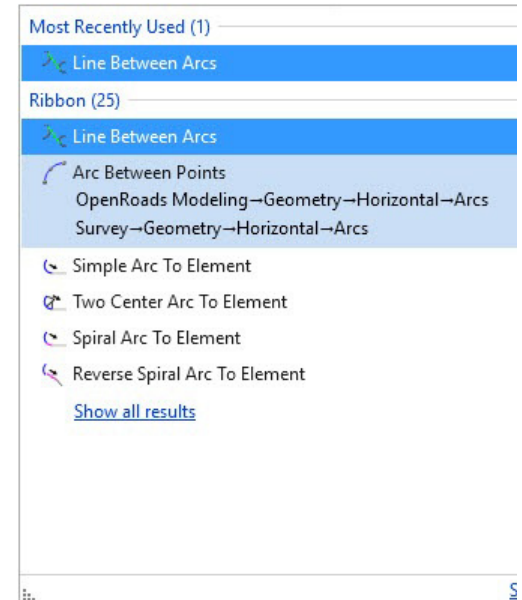 Most Recently Used (1)
Line Between Arcs
Ribbon (25)
Line Between Arcs
Arc Between Points
OpenRoads Modeling→Geometry→Horizontal→Arcs
Survey→Geometry→Horizontal→Arcs
Simple Arc To Element
Two Center Arc To Element
Spiral Arc To Element
Reverse Spiral Arc To Element
Show all results